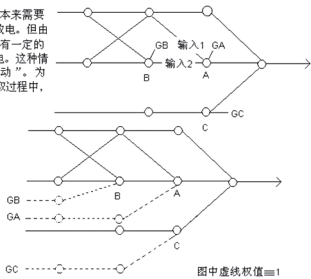 本来需要
放电。但由
有一定的
电。这种情
动”。为
取过程中，
GB 输入1 GA
输入2
B A
GC
C
B A
GB
GA
C
GC
图中虚线权值≡1